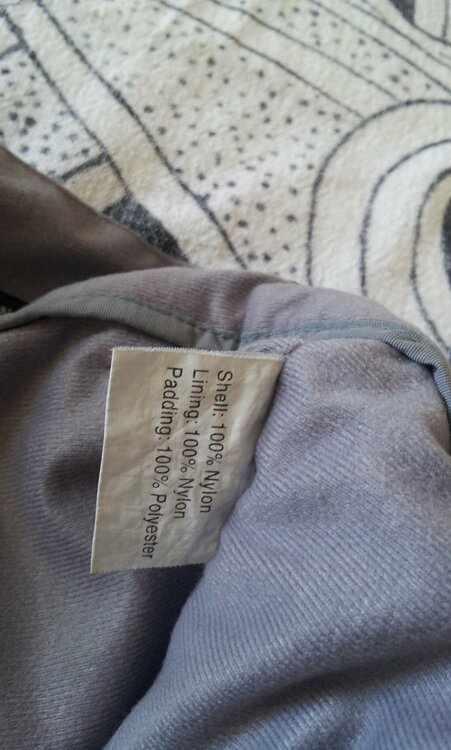 Shell: 100% Nylon
Lining: 100% Nylon
Padding: 100% Polyester